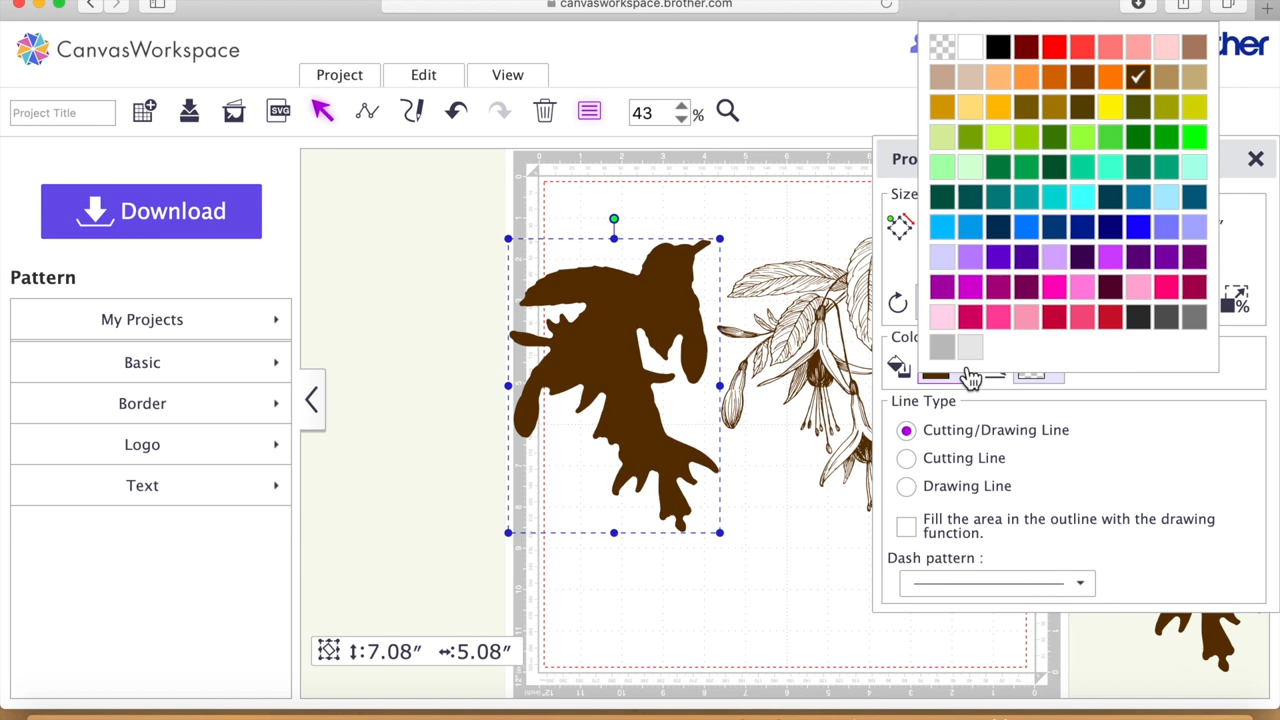 canvasworkspace.brother.com
CanvasWorkspace
Project
Edit
View
Project Title
SVG
43
%
Download
Pattern
My Projects
Basic
Border
Logo
Text
7.08"
5.08"
Line Type
Cutting/Drawing Line
Cutting Line
Drawing Line
Fill the area in the outline with the drawing
function.
Dash pattern :